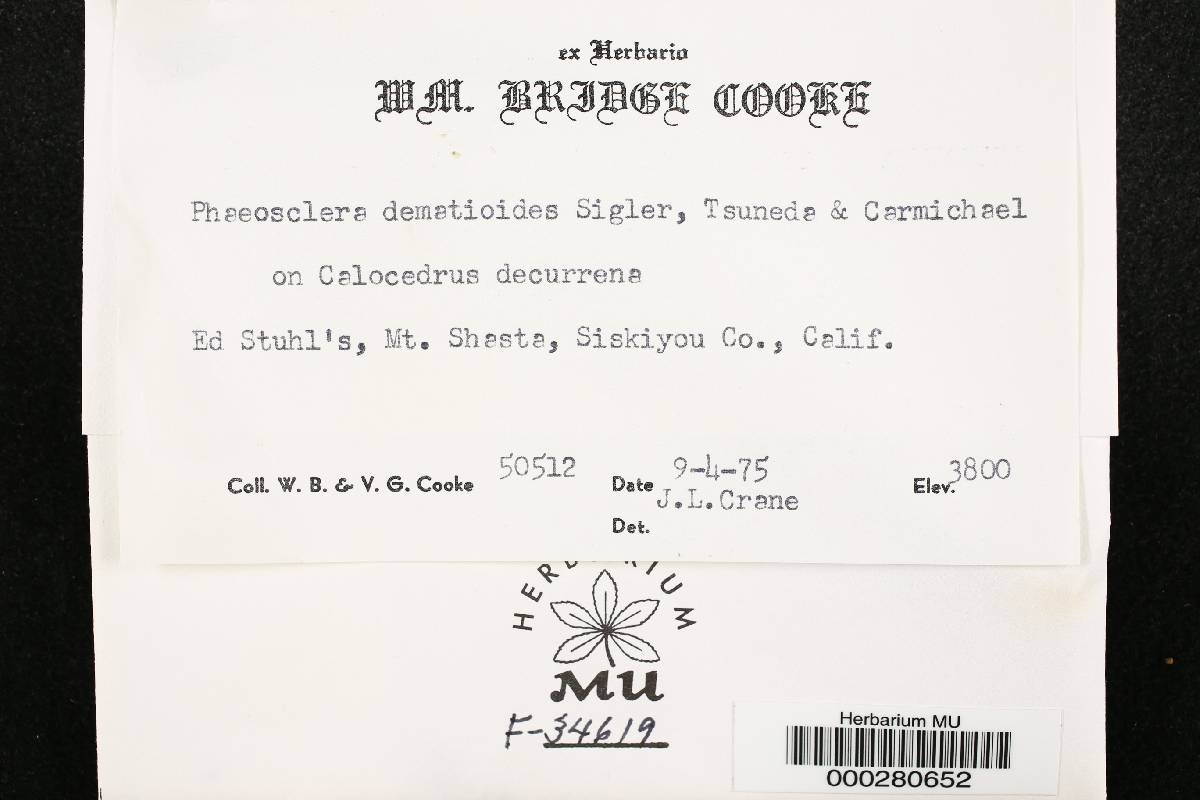 ex Herbario
WM. BRIDGE COOKE
Phaeosclera dematioides Sigler, Tsuneda & Carmichael
on Calocedrus decurrena
Ed Stuhl's, Mt. Shasta, Siskiyou Co., Calif.
Coll. W. B. & V. G. Cooke 50512 Date 9-4-75 Elev. 3800
J.L.Crane
Det.
HERBARIUM
MU
F-34619
Herbarium MU
000280652